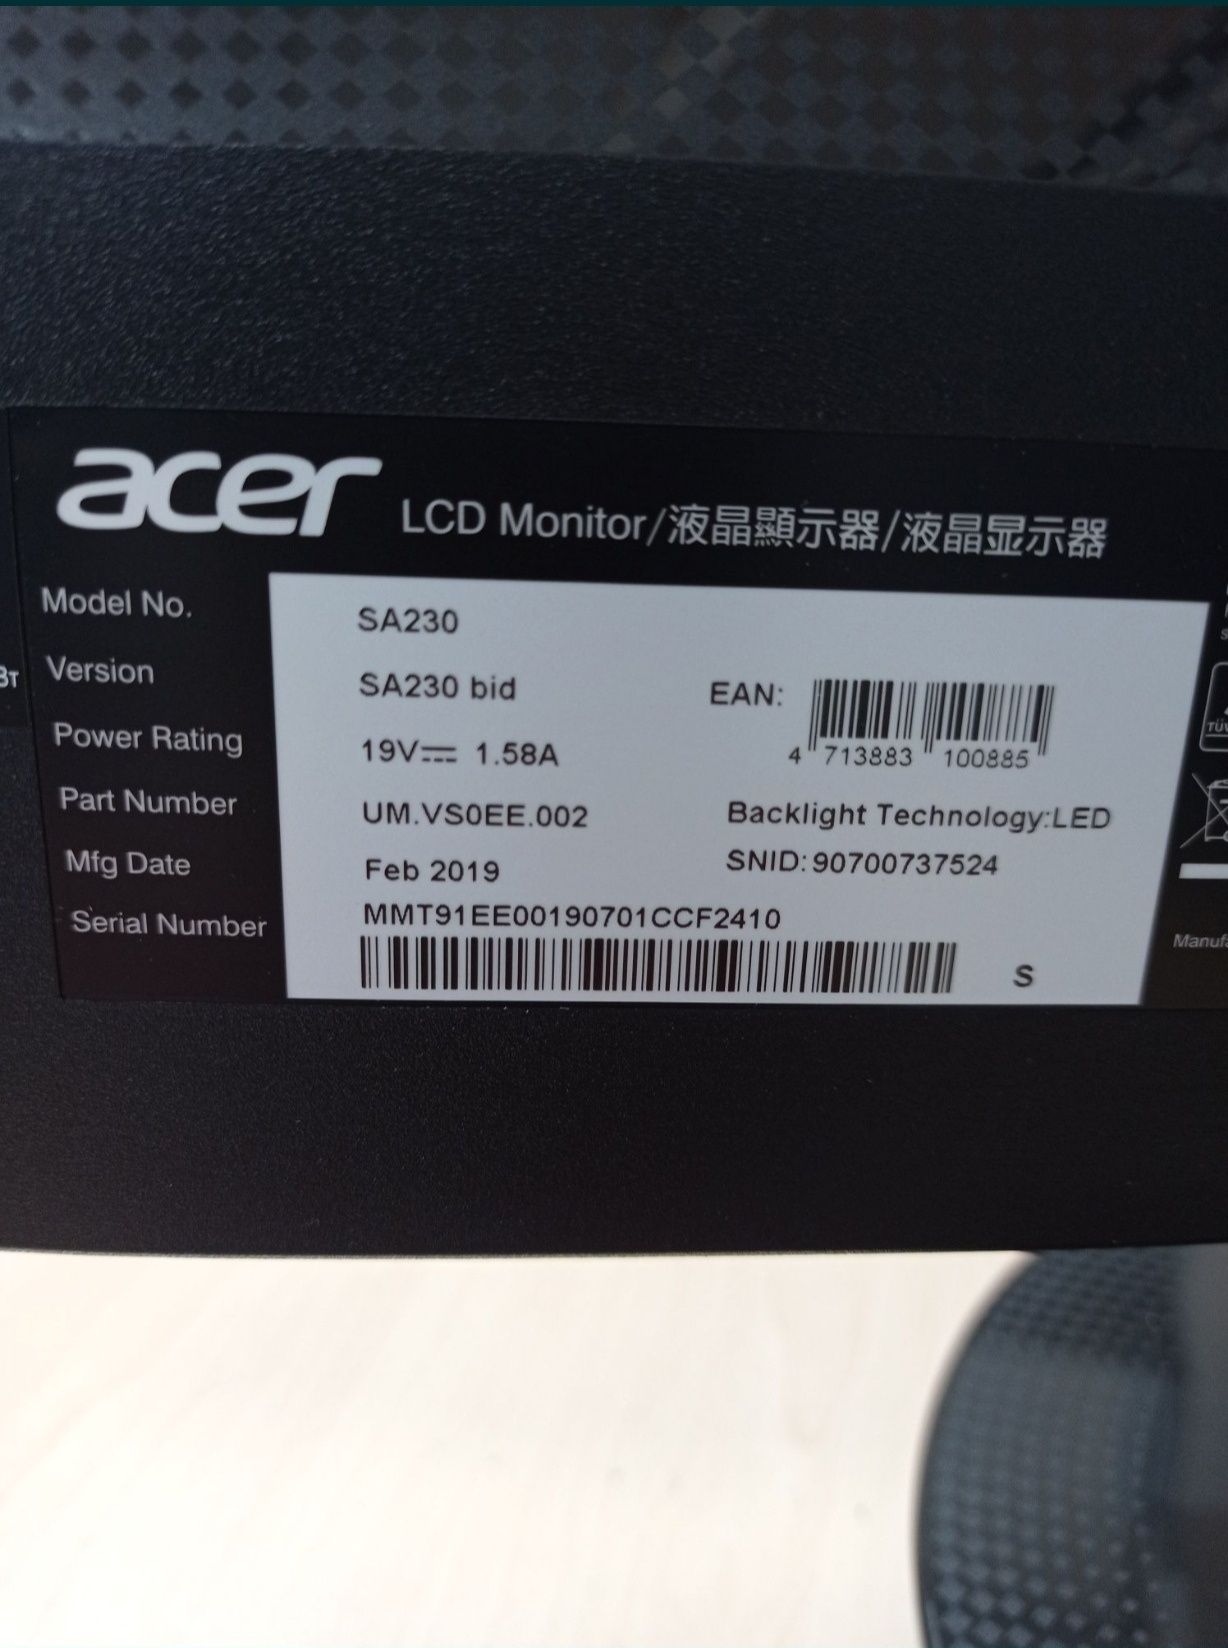 acer LCD Monitor/液晶顯示器/液晶显示器
Model No. SA230
Version SA230 bid
EAN:
4 713883 100885
Power Rating 19V⎓ 1.58A
Part Number UM.VS0EE.002
Backlight Technology:LED
Mfg Date Feb 2019
SNID:90700737524
Serial Number MMT91EE00190701CCF2410
S
Вт
TÜV